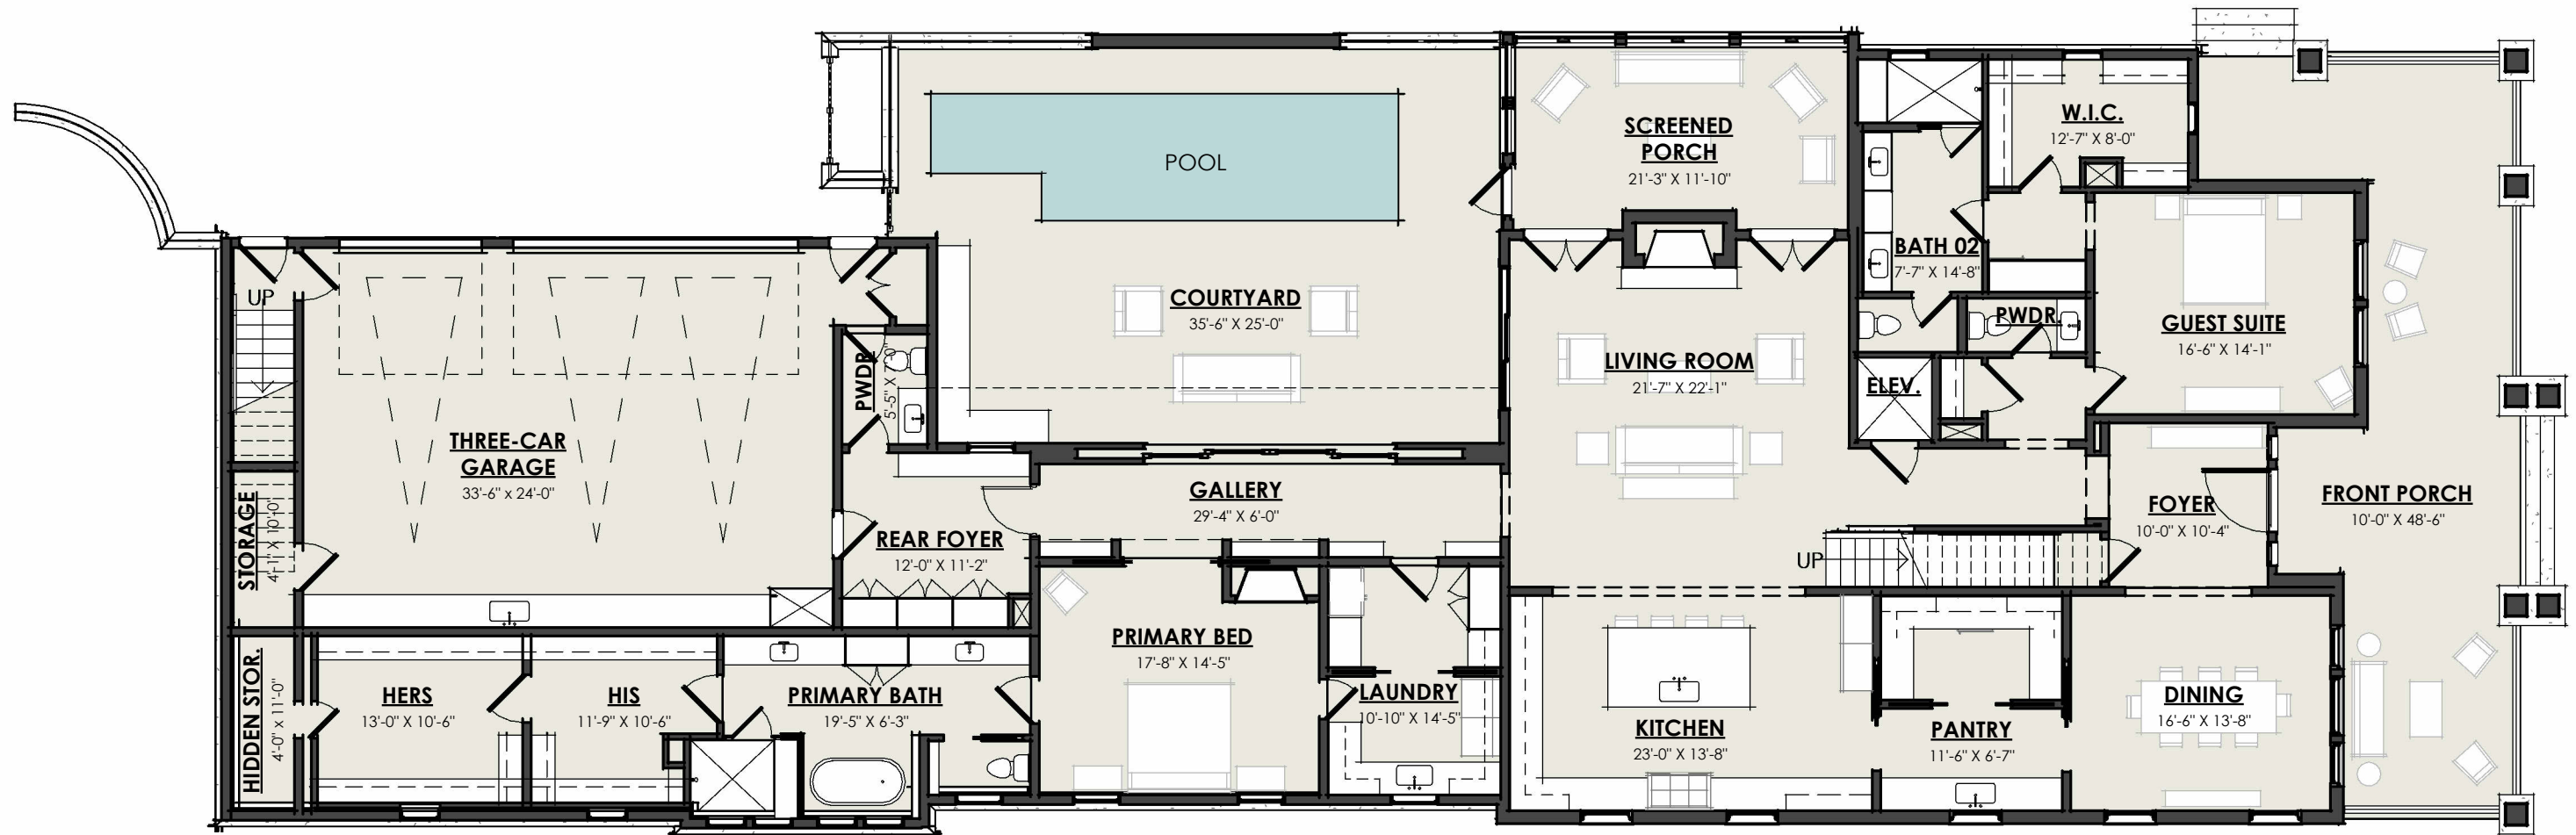 POOL
SCREENED
PORCH
21'-3" X 11'-10"
W.I.C.
12'-7" X 8'-0"
BATH 02
7'-7" X 14'-8"
UP
COURTYARD
35'-6" X 25'-0"
PWDR.
GUEST SUITE
16'-6" X 14'-1"
PWDR.
5'-5" X 7'-0"
LIVING ROOM
21'-7" X 22'-1"
ELEV.
THREE-CAR
GARAGE
33'-6" x 24'-0"
GALLERY
29'-4" X 6'-0"
FOYER
10'-0" X 10'-4"
FRONT PORCH
10'-0" X 48'-6"
STORAGE
4'-1" X 10'-0"
REAR FOYER
12'-0" X 11'-2"
UP
PRIMARY BED
17'-8" X 14'-5"
HIDDEN STOR.
4'-0" x 11'-0"
HERS
13'-0" X 10'-6"
HIS
11'-9" X 10'-6"
PRIMARY BATH
19'-5" X 6'-3"
LAUNDRY
10'-10" X 14'-5"
KITCHEN
23'-0" X 13'-8"
PANTRY
11'-6" X 6'-7"
DINING
16'-6" X 13'-8"